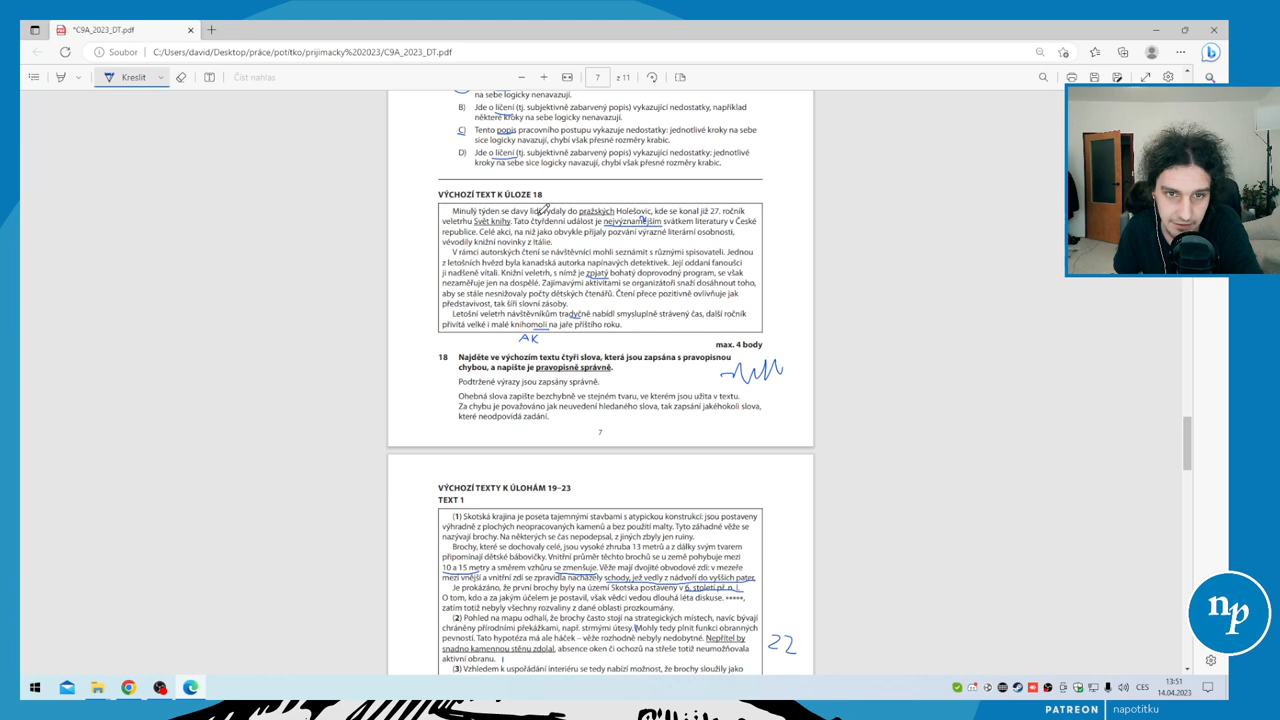 *C9A_2023_DT.pdf
Soubor
C:/Users/david/Desktop/práce/potítko/prijimacky%202023/C9A_2023_DT.pdf
Kreslit
Číst nahlas
7
z 11
na sebe logicky nenavazují.
B) Jde o líčení (tj. subjektivně zabarvený popis) vykazující nedostatky, například
některé kroky na sebe logicky nenavazují.
C) Tento popis pracovního postupu vykazuje nedostatky: jednotlivé kroky na sebe
sice logicky navazují, chybí však přesné rozměry krabic.
D) Jde o líčení (tj. subjektivně zabarvený popis) vykazující nedostatky: jednotlivé
kroky na sebe sice logicky navazují, chybí však přesné rozměry krabic.
VÝCHOZÍ TEXT K ÚLOZE 18
Minulý týden se davy lidí vydaly do pražských Holešovic, kde se konal již 27. ročník
veletrhu Svět knihy. Tato čtyřdenní událost je nejvýznamějším svátkem literatury v České
republice. Celé akci, na niž jako obvykle přijaly pozvání výrazné literární osobnosti,
vévodily knižní novinky z Itálie.
V rámci autorských čtení se návštěvníci mohli seznámit s různými spisovateli. Jednou
z letošních hvězd byla kanadská autorka napínavých detektivek. Její oddaní fanoušci
ji nadšeně vítali. Knižní veletrh, s nímž je zpjatý bohatý doprovodný program, se však
nezaměřuje jen na dospělé. Zajímavými aktivitami se organizátoři snaží dosáhnout toho,
aby se stále nesnižovaly počty dětských čtenářů. Čtení přece pozitivně ovlivňuje jak
představivost, tak šíři slovní zásoby.
Letošní veletrh návštěvníkům tradyčně nabídl smysluplně strávený čas, další ročník
přivítá velké i malé knihomoli na jaře příštího roku.
AK
max. 4 body
18 Najděte ve výchozím textu čtyři slova, která jsou zapsána s pravopisnou
chybou, a napište je pravopisně správně.
Podtržené výrazy jsou zapsány správně.
Ohebná slova zapište bezchybně ve stejném tvaru, ve kterém jsou užita v textu.
Za chybu je považováno jak neuvedení hledaného slova, tak zapsání jakéhokoli slova,
které neodpovídá zadání.
7
VÝCHOZÍ TEXTY K ÚLOHÁM 19–23
TEXT 1
(1) Skotská krajina je poseta tajemnými stavbami s atypickou konstrukcí: jsou postaveny
výhradně z plochých neopracovaných kamenů a bez použití malty. Tyto záhadné věže se
nazývají brochy. Na některých se čas nepodepsal, z jiných zbyly jen ruiny.
Brochy, které se dochovaly celé, jsou vysoké zhruba 13 metrů a z dálky svým tvarem
připomínají dětské bábovičky. Vnitřní průměr těchto brochů se u země pohybuje mezi
10 a 15 metry a směrem vzhůru se zmenšuje. Věže mají dvojité obvodové zdi: v mezeře
mezi vnější a vnitřní zdí se zpravidla nacházely schody, jež vedly z nádvoří do vyšších pater.
Je prokázáno, že první brochy byly na území Skotska postaveny v 6. století př. n. l.
O tom, kdo a za jakým účelem je postavil, však vědci vedou dlouhá léta diskuse. *****,
zatím totiž nebyly všechny rozvaliny z dané oblasti prozkoumány.
(2) Pohled na mapu odhalí, že brochy často stojí na strategických místech, navíc bývají
chráněny přírodními překážkami, např. strmými útesy. Mohly tedy plnit funkci obranných
pevností. Tato hypotéza má ale háček – věže rozhodně nebyly nedobytné. Nepřítel by
snadno kamennou stěnu zdolal, absence oken či ochozů na střeše totiž neumožňovala
aktivní obranu.
22
(3) Vzhledem k uspořádání interiéru se tedy nabízí možnost, že brochy sloužily jako
CES
13:51
14.04.2023
np
PATREON
napotitku